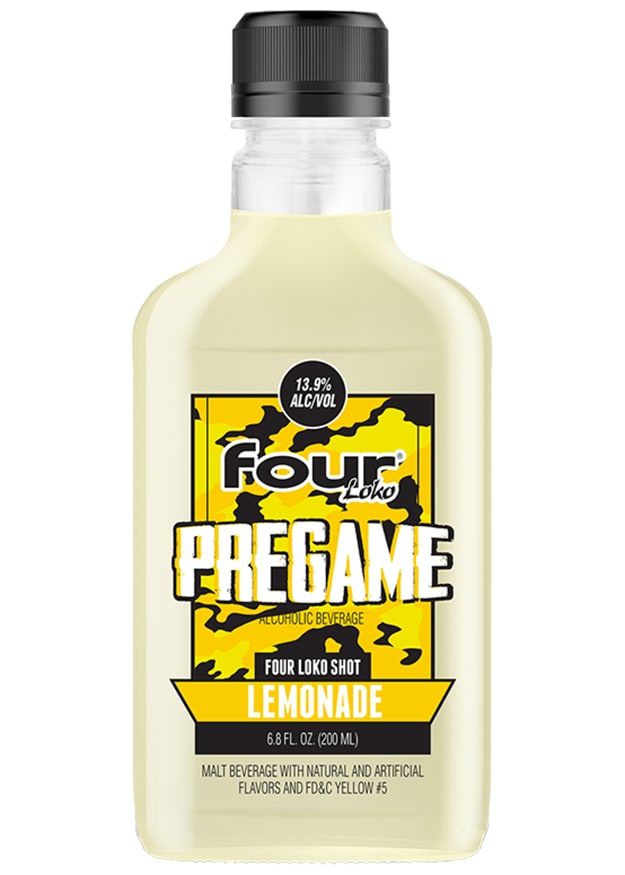 13.9%
ALC/VOL
four®
Loko
PREGAME
ALCOHOLIC BEVERAGE
FOUR LOKO SHOT
LEMONADE
6.8 FL. OZ. (200 ML)
MALT BEVERAGE WITH NATURAL AND ARTIFICIAL
FLAVORS AND FD&C YELLOW #5